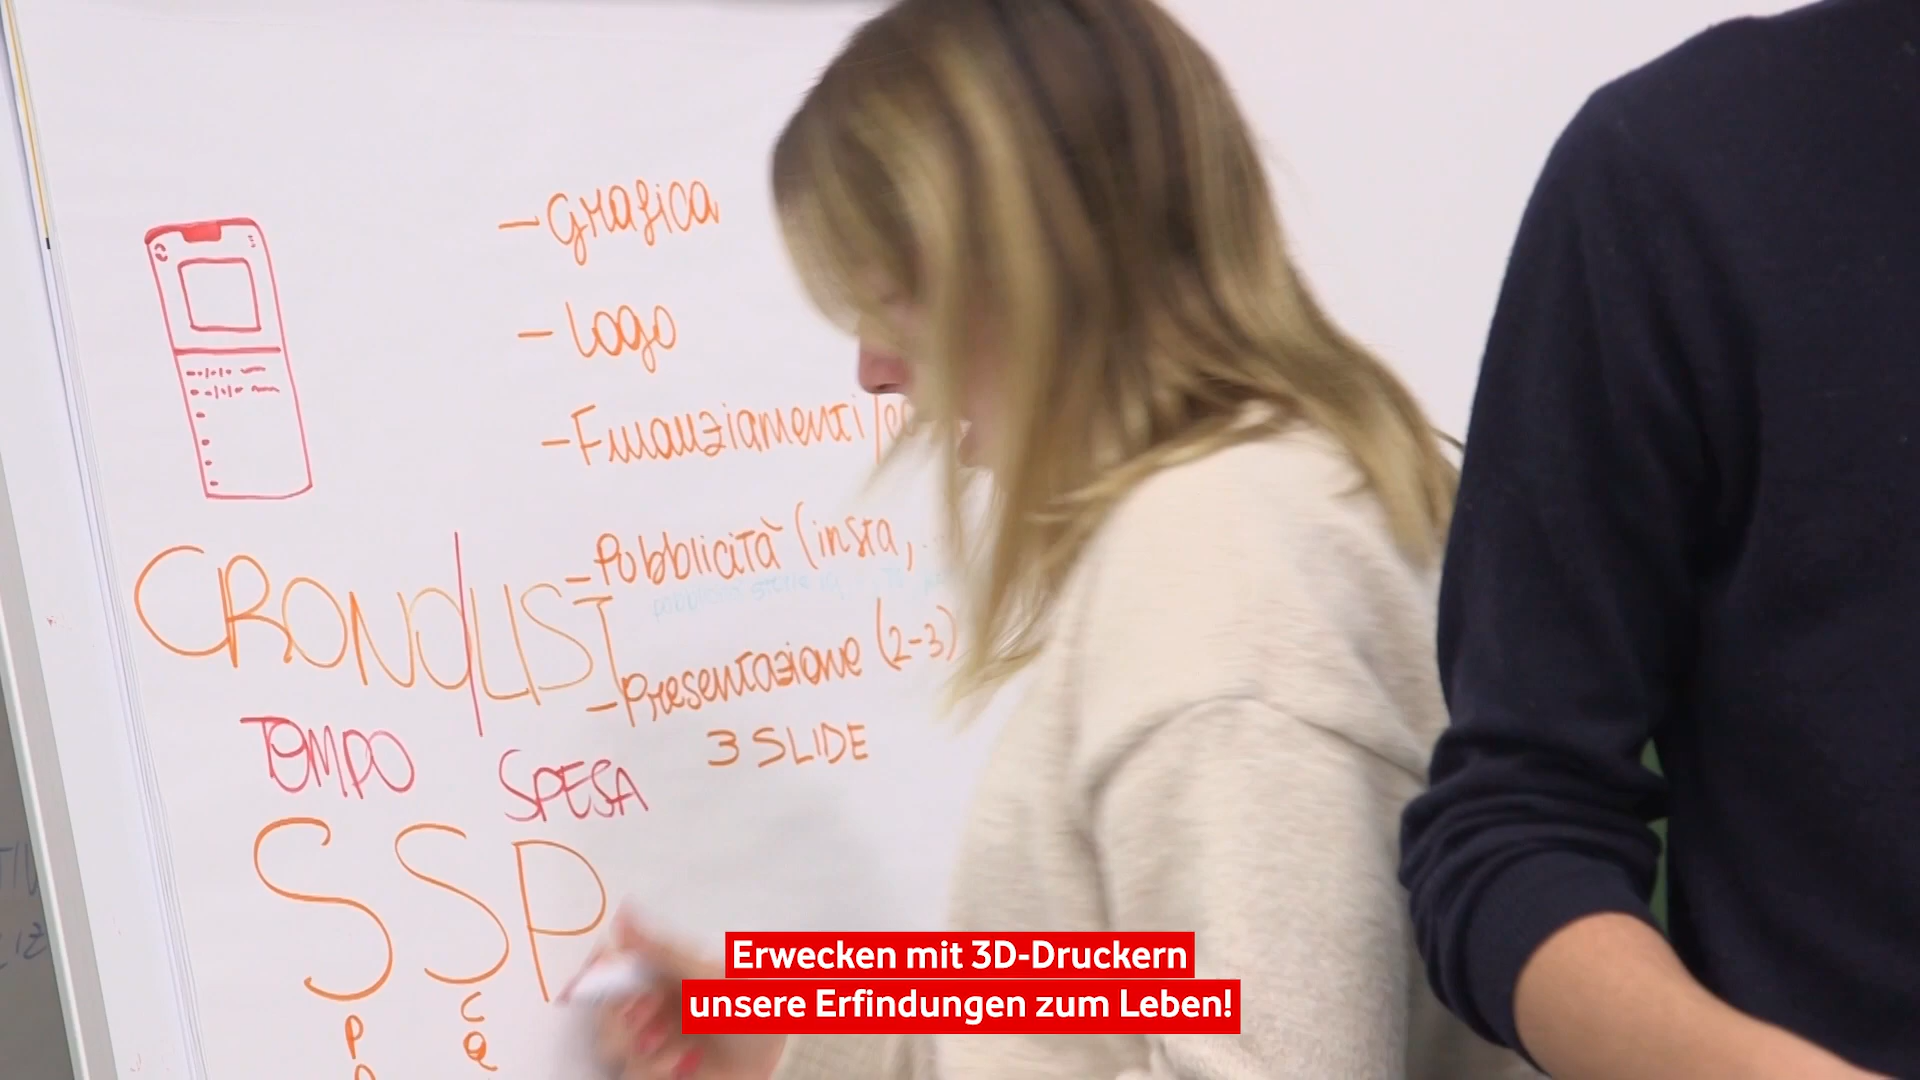 - Grafica
- Logo
- Finanziamenti /
- Pubblicità (insta, ..
CRONOLIST
- Presentazione (2-3)
3 SLIDE
TEMPO
SPESA
SSP
C
P
Erwecken mit 3D-Druckern
unsere Erfindungen zum Leben!